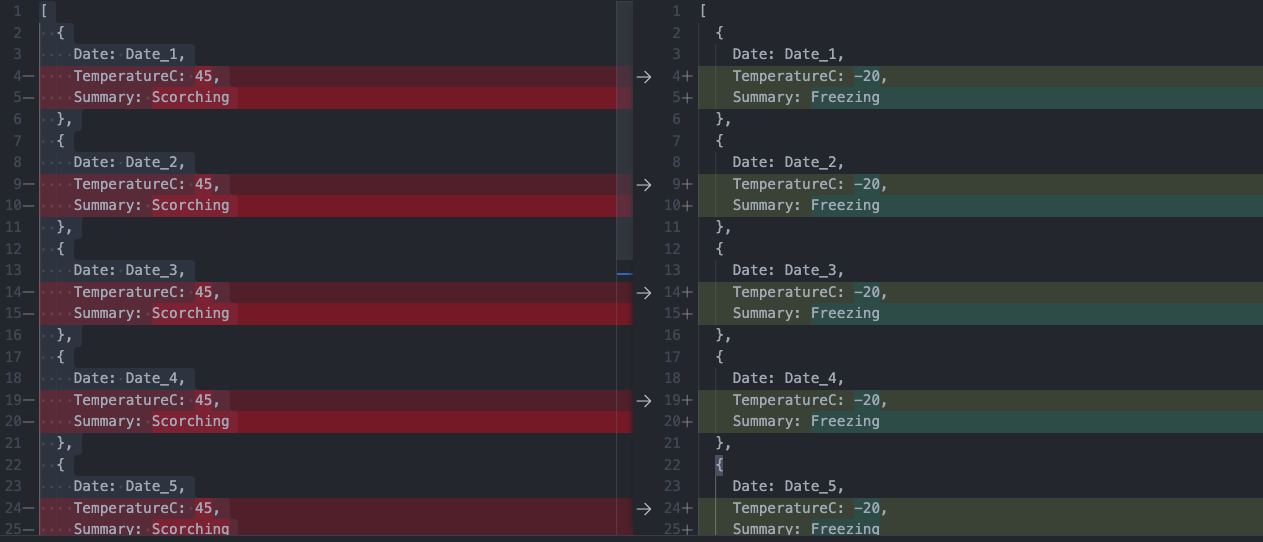 1 [
2 {
3 Date: Date_1,
4— TemperatureC: 45,
5— Summary: Scorching
6 },
7 {
8 Date: Date_2,
9— TemperatureC: 45,
10— Summary: Scorching
11 },
12 {
13 Date: Date_3,
14— TemperatureC: 45,
15— Summary: Scorching
16 },
17 {
18 Date: Date_4,
19— TemperatureC: 45,
20— Summary: Scorching
21 },
22 {
23 Date: Date_5,
24— TemperatureC: 45,
25— Summary: Scorching
1 [
2 {
3 Date: Date_1,
4+ TemperatureC: -20,
5+ Summary: Freezing
6 },
7 {
8 Date: Date_2,
9+ TemperatureC: -20,
10+ Summary: Freezing
11 },
12 {
13 Date: Date_3,
14+ TemperatureC: -20,
15+ Summary: Freezing
16 },
17 {
18 Date: Date_4,
19+ TemperatureC: -20,
20+ Summary: Freezing
21 },
22 {
23 Date: Date_5,
24+ TemperatureC: -20,
25+ Summary: Freezing